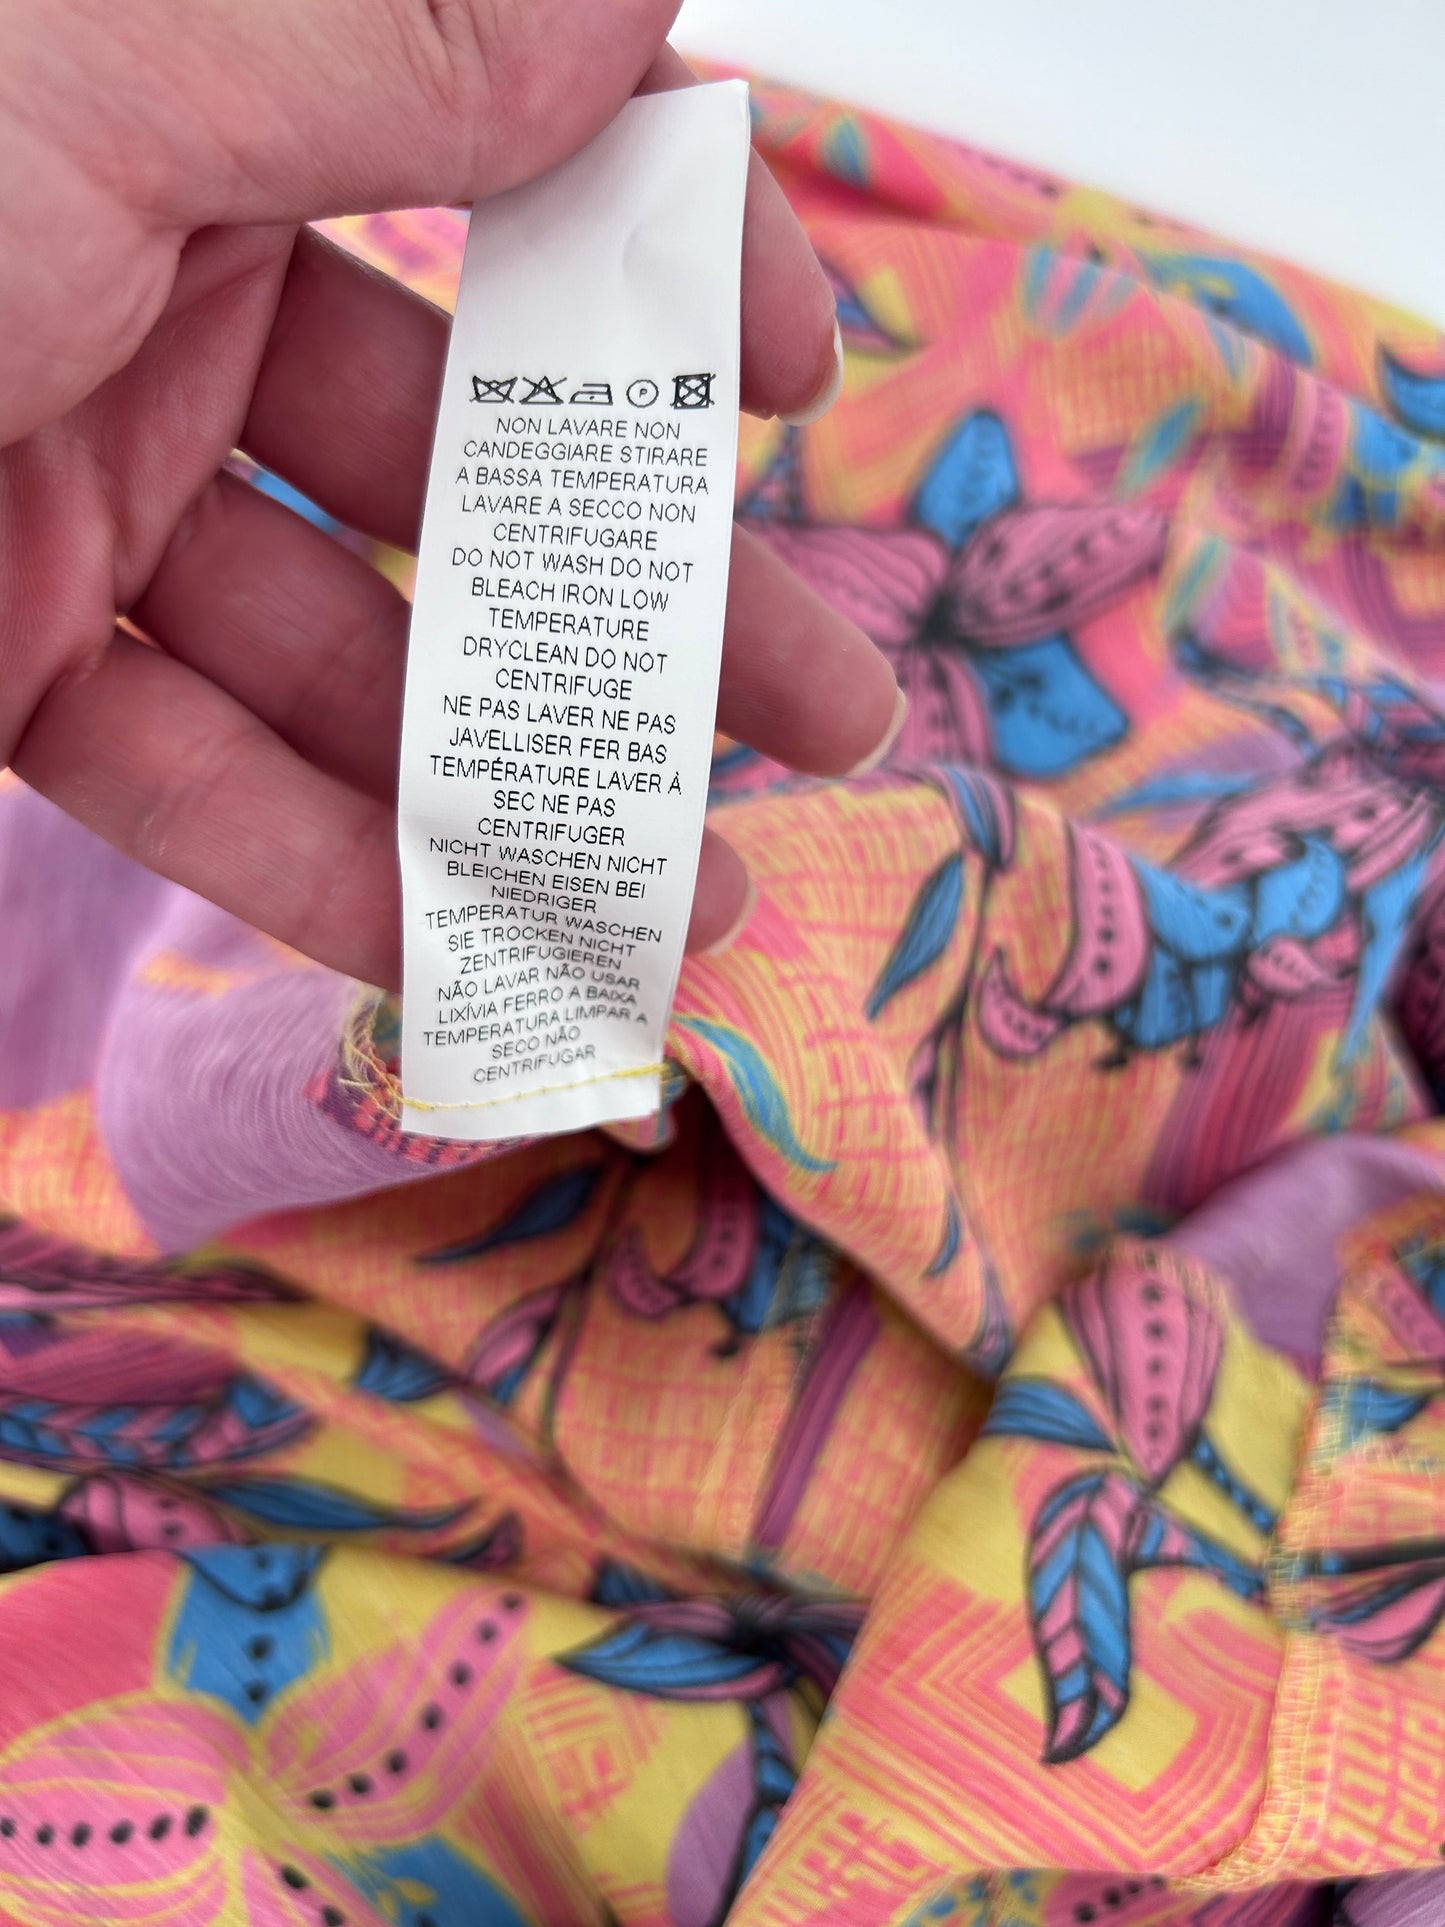 P
NON LAVARE NON
CANDEGGIARE STIRARE
A BASSA TEMPERATURA
LAVARE A SECCO NON
CENTRIFUGARE
DO NOT WASH DO NOT
BLEACH IRON LOW
TEMPERATURE
DRYCLEAN DO NOT
CENTRIFUGE
NE PAS LAVER NE PAS
JAVELLISER FER BAS
TEMPÉRATURE LAVER À
SEC NE PAS
CENTRIFUGER
NICHT WASCHEN NICHT
BLEICHEN EISEN BEI
NIEDRIGER
TEMPERATUR WASCHEN
SIE TROCKEN NICHT
ZENTRIFUGIEREN
NÃO LAVAR NÃO USAR
LIXÍVIA FERRO A BAIXA
TEMPERATURA LIMPAR A
SECO NÃO
CENTRIFUGAR